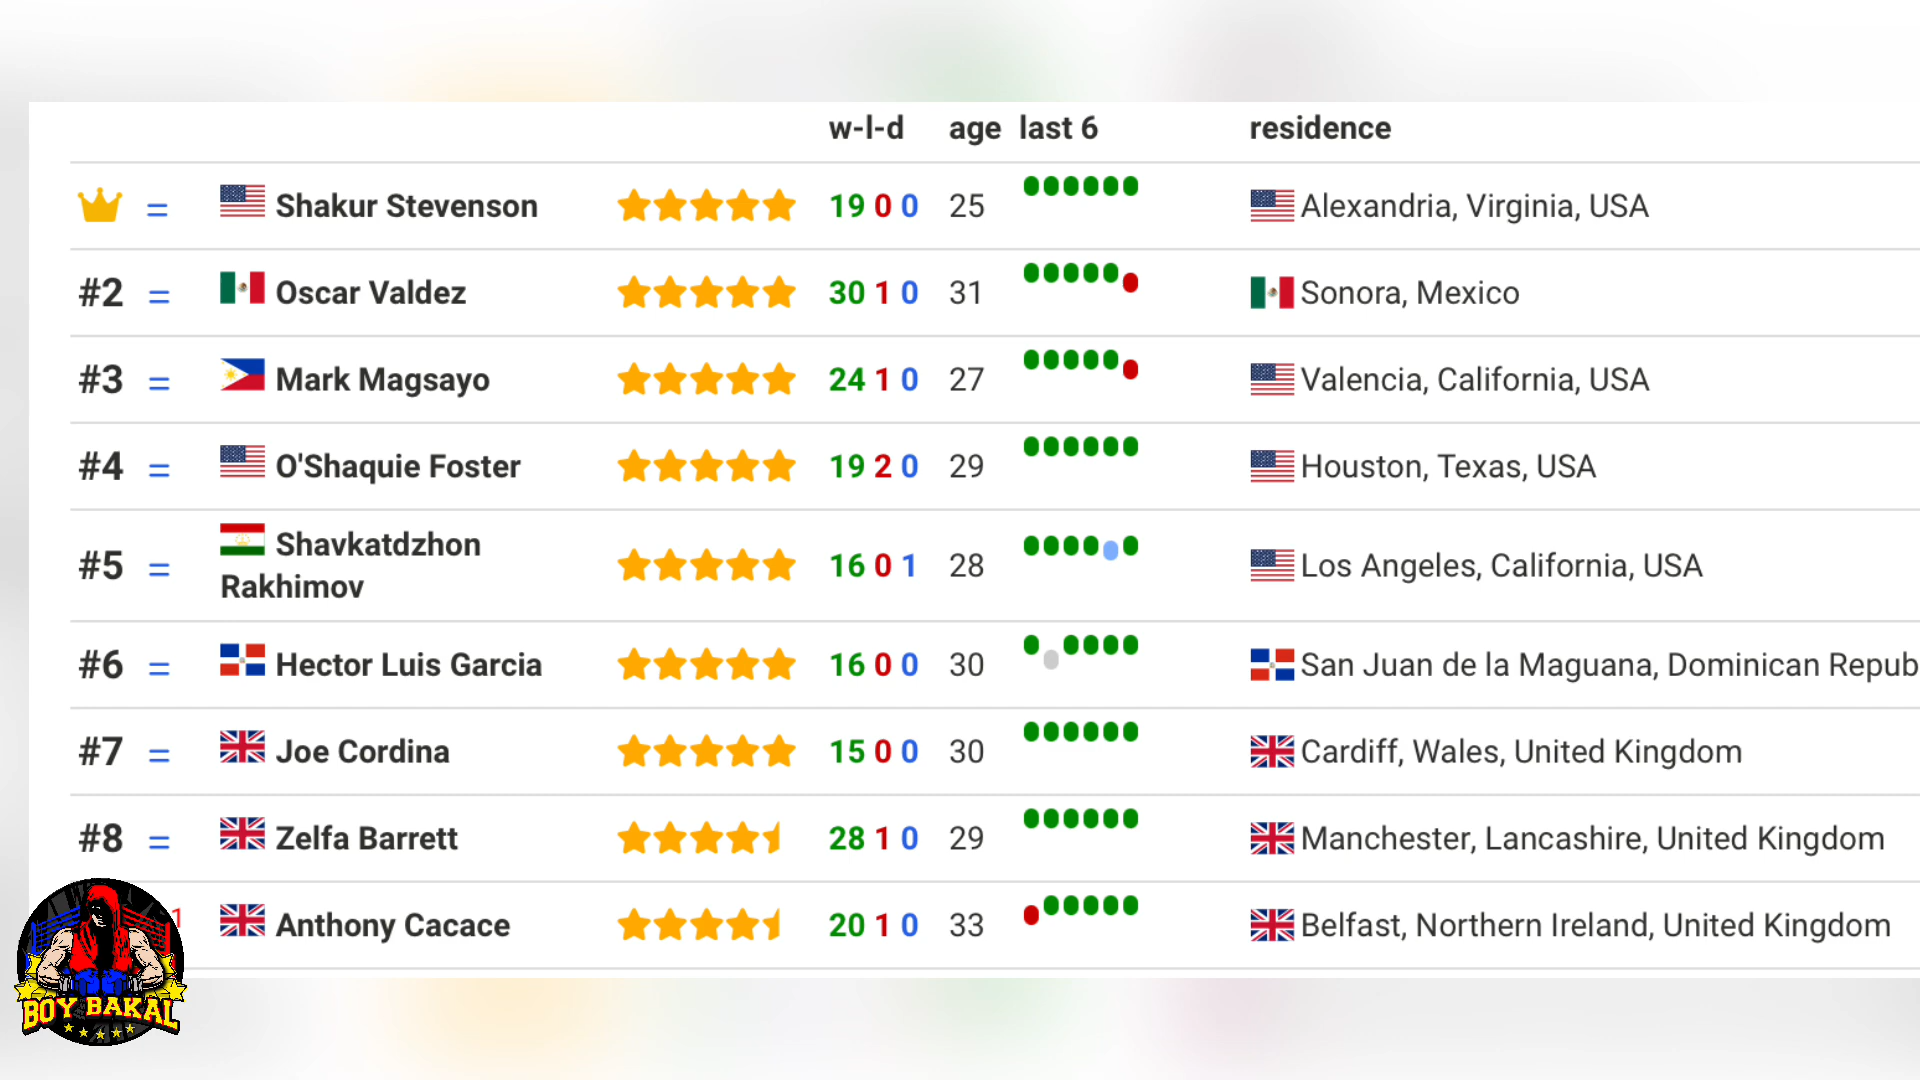 w-l-d age last 6 residence
= Shakur Stevenson 19 0 0 25 Alexandria, Virginia, USA
#2 = Oscar Valdez 30 1 0 31 Sonora, Mexico
#3 = Mark Magsayo 24 1 0 27 Valencia, California, USA
#4 = O'Shaquie Foster 19 2 0 29 Houston, Texas, USA
#5 = Shavkatdzhon Rakhimov 16 0 1 28 Los Angeles, California, USA
#6 = Hector Luis Garcia 16 0 0 30 San Juan de la Maguana, Dominican Repub
#7 = Joe Cordina 15 0 0 30 Cardiff, Wales, United Kingdom
#8 = Zelfa Barrett 28 1 0 29 Manchester, Lancashire, United Kingdom
1 Anthony Cacace 20 1 0 33 Belfast, Northern Ireland, United Kingdom
BOY BAKAL